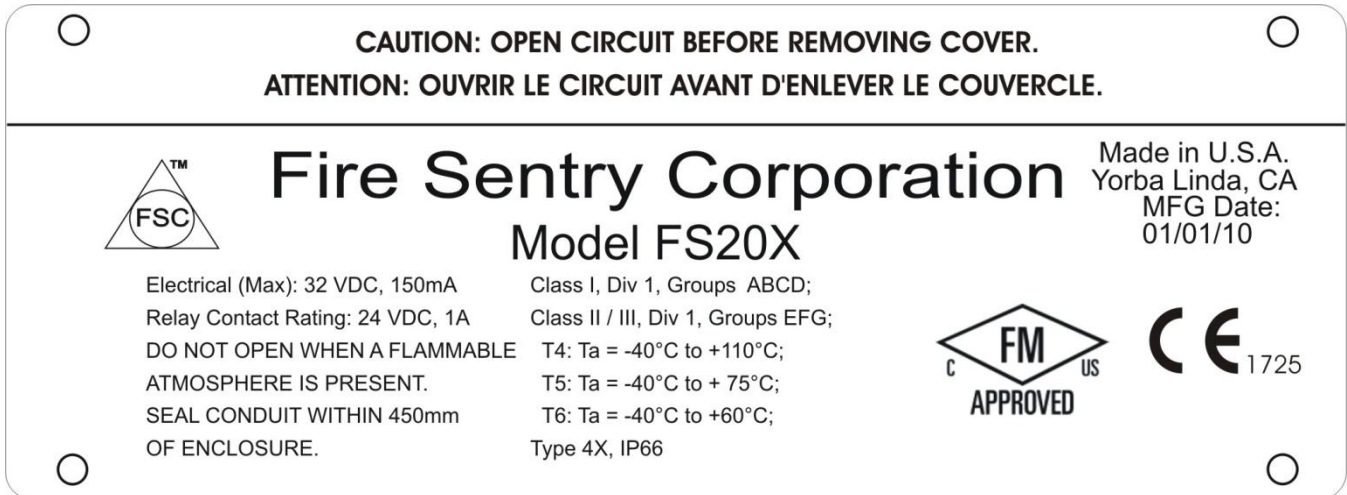 CAUTION: OPEN CIRCUIT BEFORE REMOVING COVER.
ATTENTION: OUVRIR LE CIRCUIT AVANT D'ENLEVER LE COUVERCLE.
TM
FSC
Fire Sentry Corporation
Model FS20X
Made in U.S.A.
Yorba Linda, CA
MFG Date:
01/01/10
Electrical (Max): 32 VDC, 150mA
Relay Contact Rating: 24 VDC, 1A
DO NOT OPEN WHEN A FLAMMABLE
ATMOSPHERE IS PRESENT.
SEAL CONDUIT WITHIN 450mm
OF ENCLOSURE.
Class I, Div 1, Groups ABCD;
Class II / III, Div 1, Groups EFG;
T4: Ta = -40°C to +110°C;
T5: Ta = -40°C to + 75°C;
T6: Ta = -40°C to +60°C;
Type 4X, IP66
FM
C US
APPROVED
CE 1725